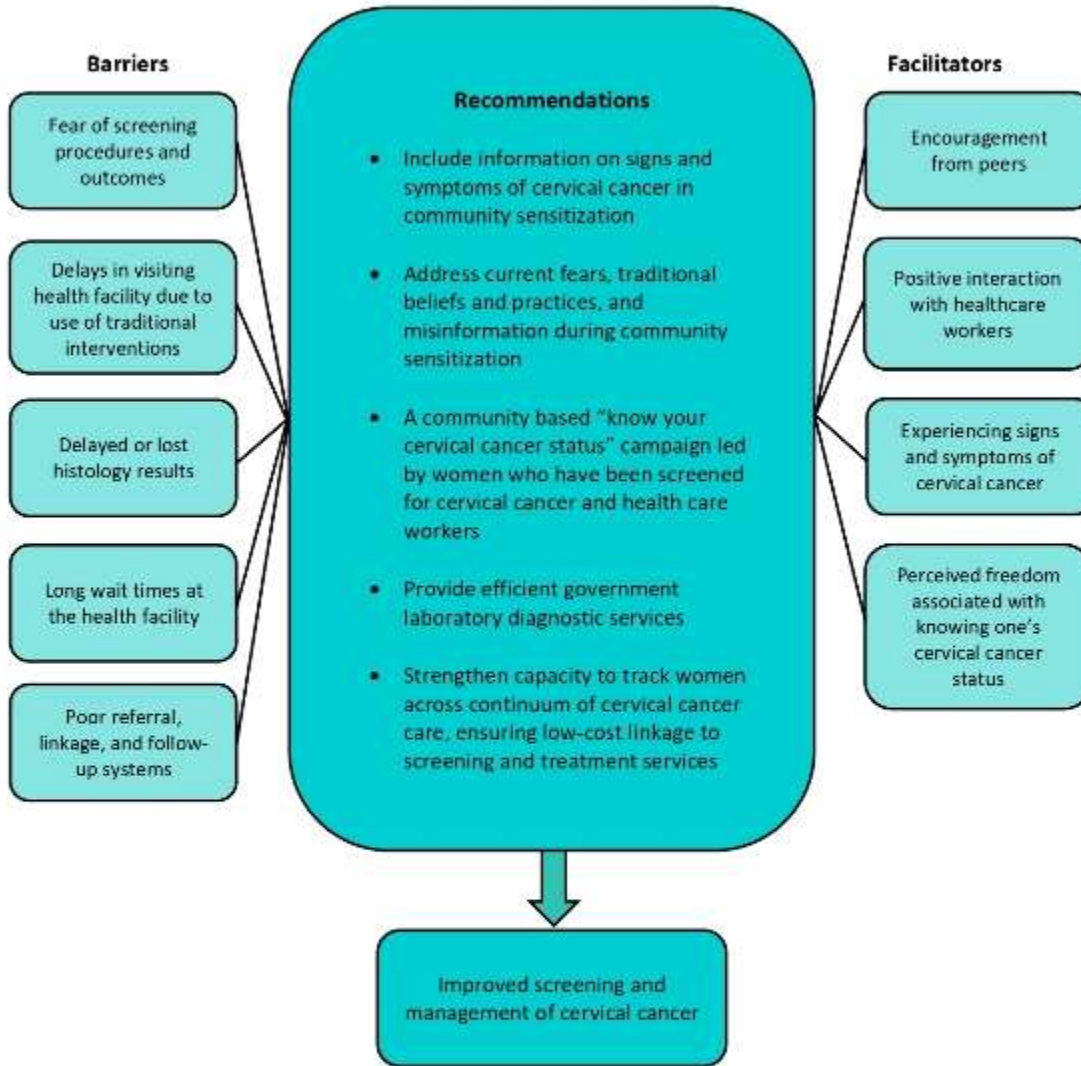 Barriers
Fear of screening
procedures and
outcomes
Delays in visiting
health facility due to
use of traditional
interventions
Delayed or lost
histology results
Long wait times at
the health facility
Poor referral,
linkage, and follow-
up systems
Recommendations
• Include information on signs and
symptoms of cervical cancer in
community sensitization
• Address current fears, traditional
beliefs and practices, and
misinformation during community
sensitization
• A community based “know your
cervical cancer status” campaign led
by women who have been screened
for cervical cancer and health care
workers
• Provide efficient government
laboratory diagnostic services
• Strengthen capacity to track women
across continuum of cervical cancer
care, ensuring low-cost linkage to
screening and treatment services
Facilitators
Encouragement
from peers
Positive interaction
with healthcare
workers
Experiencing signs
and symptoms of
cervical cancer
Perceived freedom
associated with
knowing one’s
cervical cancer
status
Improved screening and
management of cervical cancer